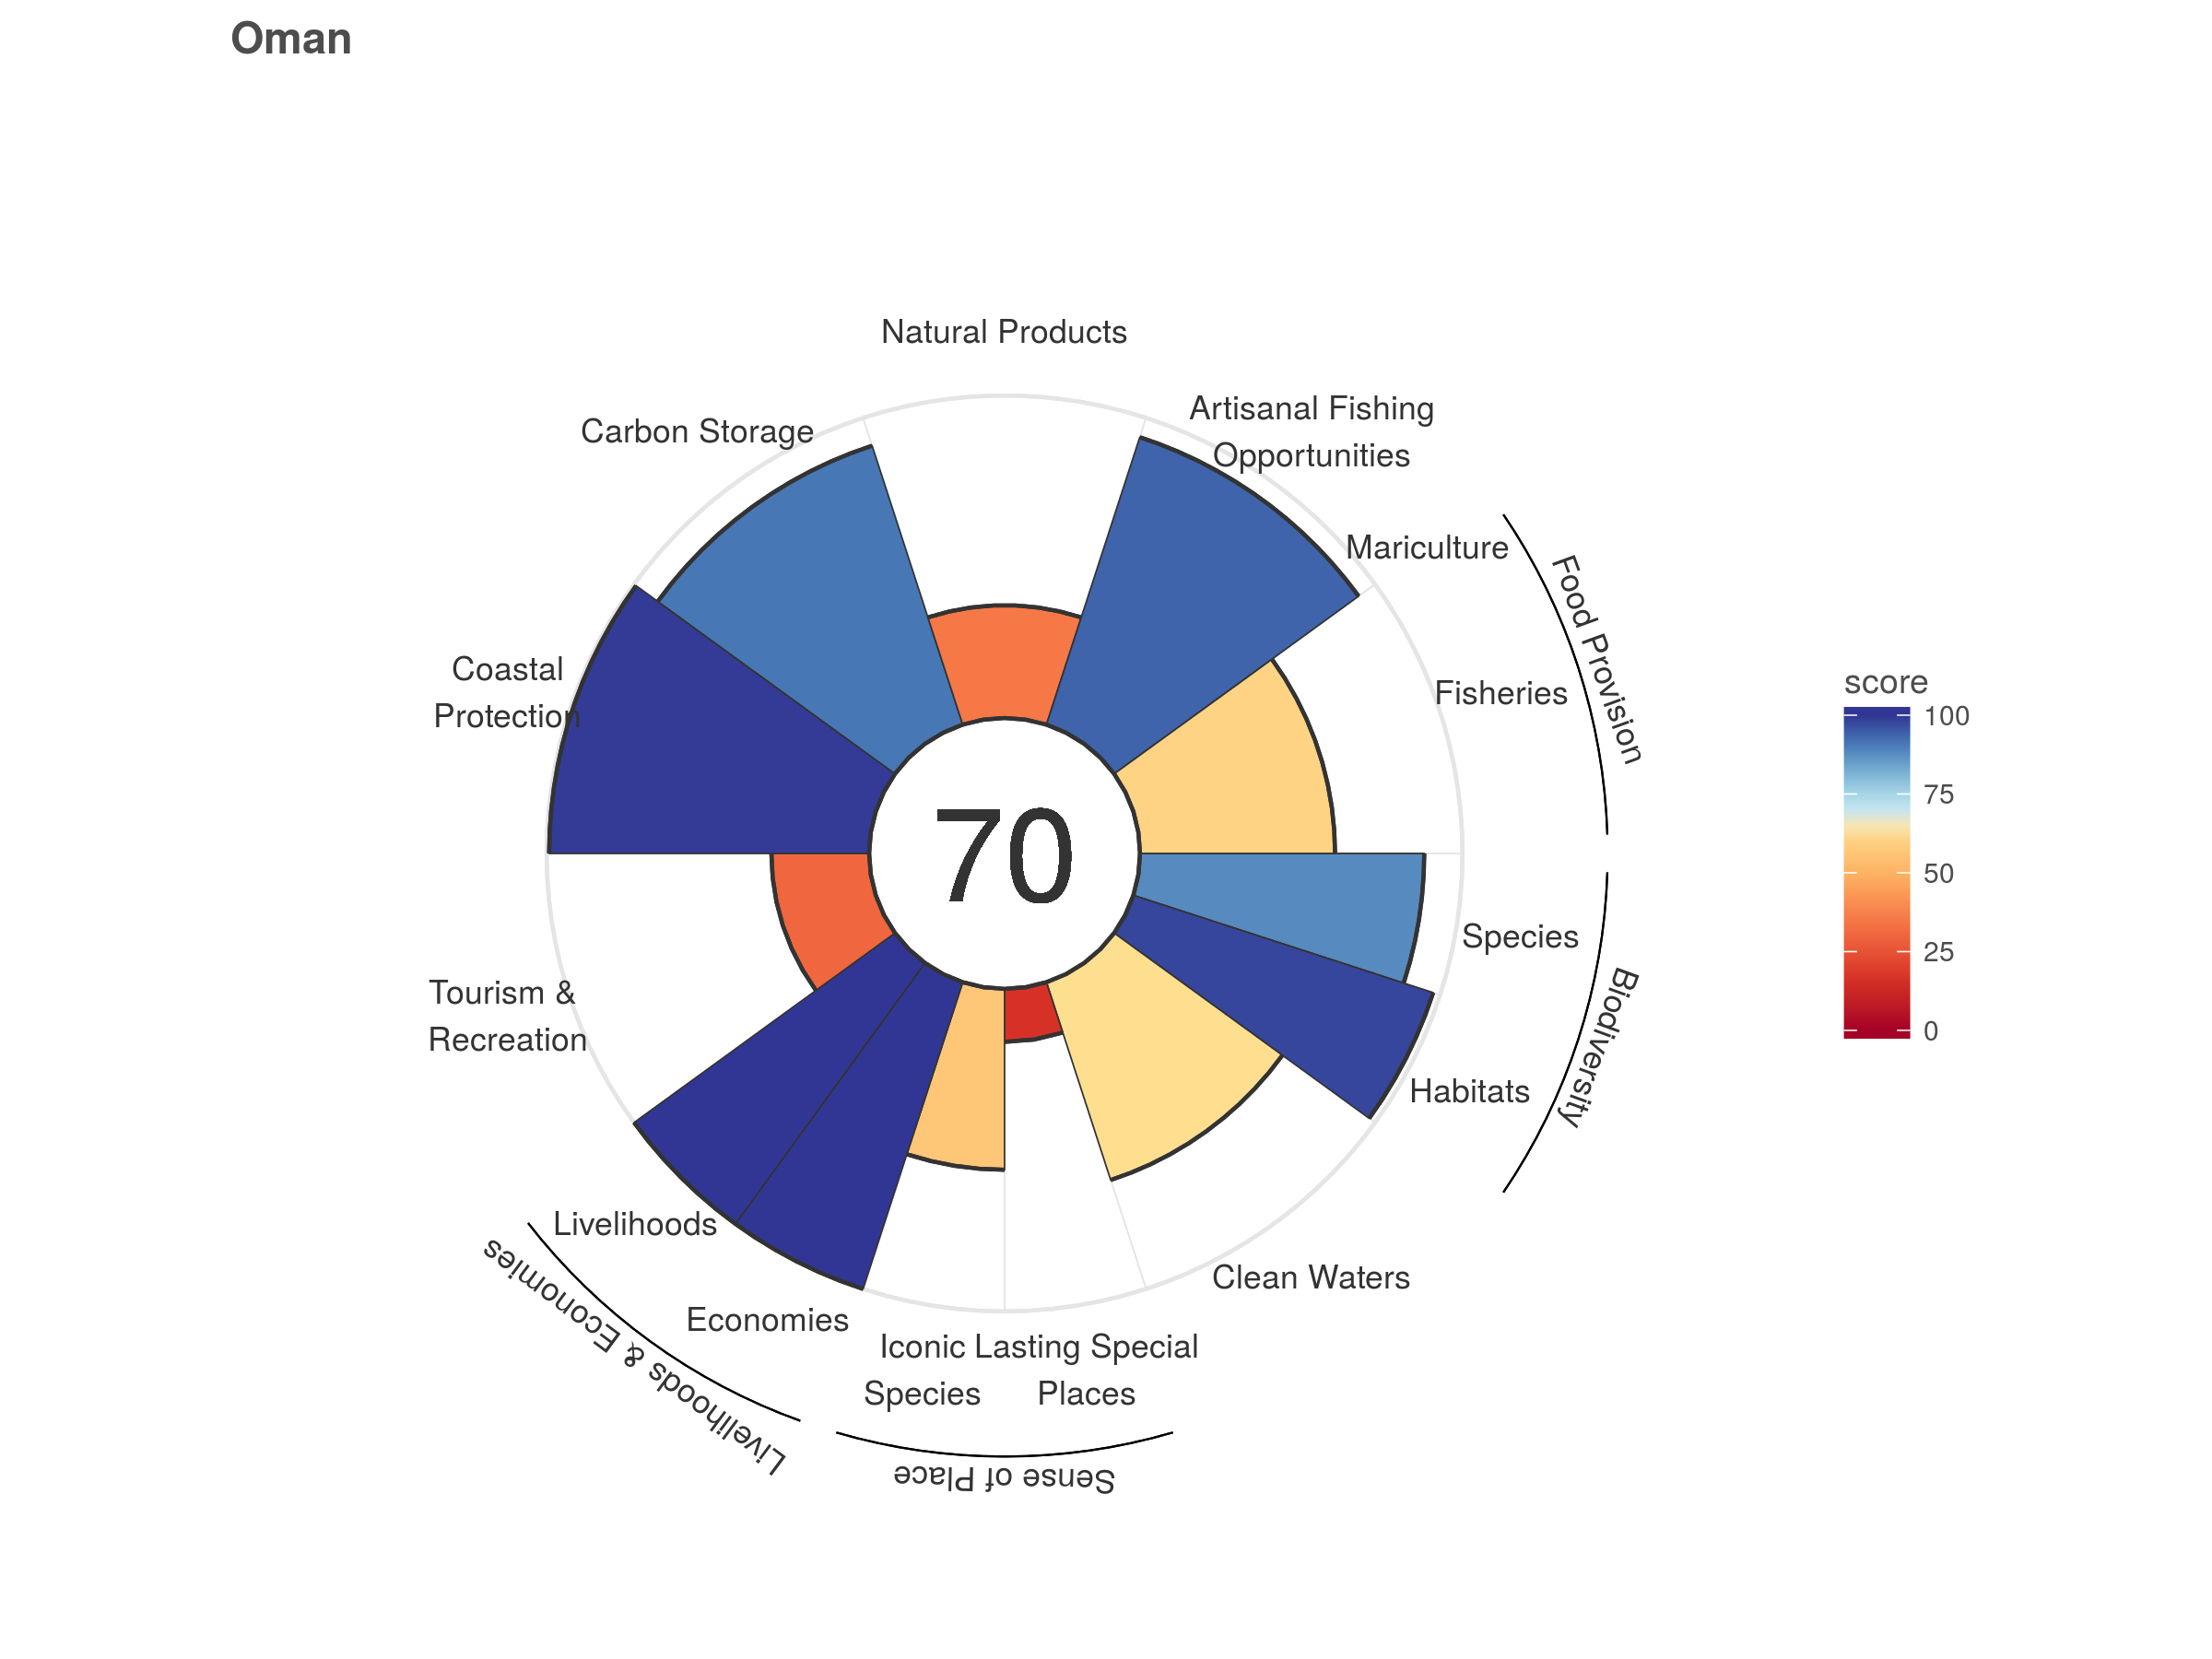 Oman
Natural Products
Artisanal Fishing
Opportunities
Carbon Storage
Mariculture
Food Provision
Fisheries
Coastal
Protection
score
100
75
50
25
0
70
Species
Biodiversity
Habitats
Tourism &
Recreation
Livelihoods
Livelihoods & Economies
Economies
Clean Waters
Iconic
Species
Lasting Special
Places
Sense of Place